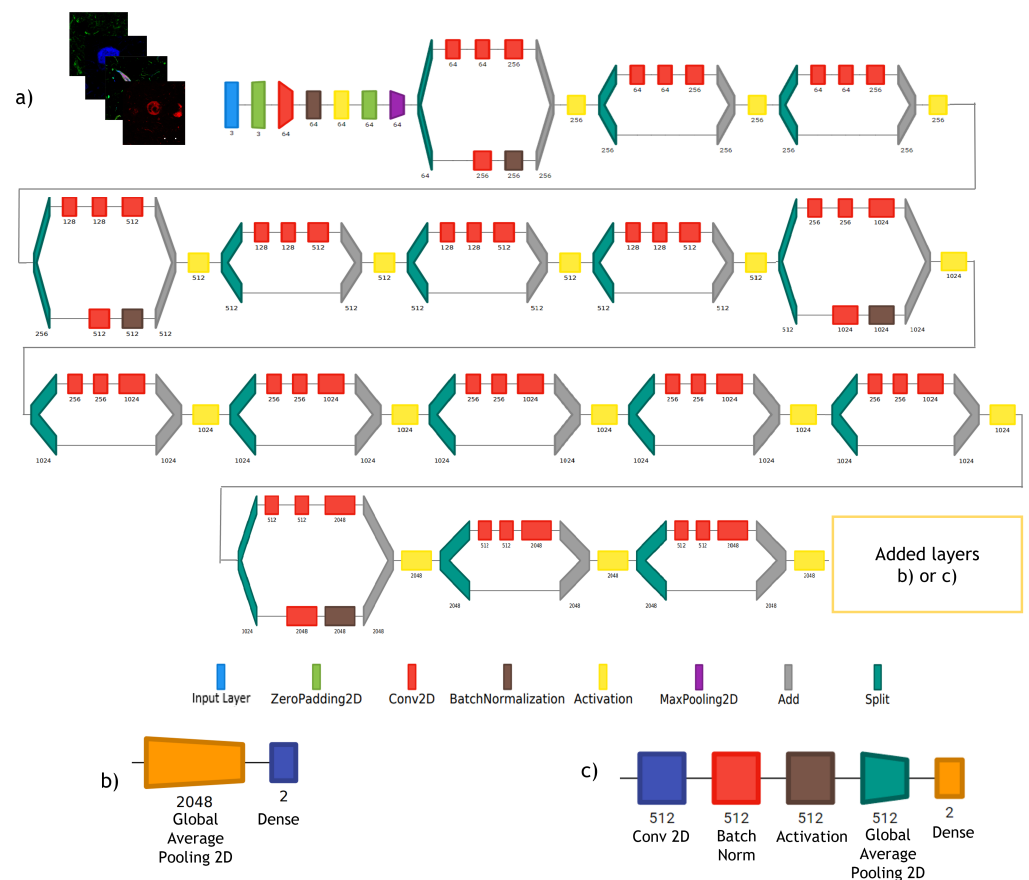 a)
64 64 256
64 64 256
64 64 256
3 3 64 64 64 64 64
256 256 256
256 256
64 256 256 256
256 256 256 256
128 128 512
128 128 512
128 128 512
128 128 512
256 256 1024
512 512 512 512
1024
512 512
256 512
512 512
512 512
512 512
1024 1024
512 1024
256 256 1024
256 256 1024
256 256 1024
256 256 1024
256 256 1024
1024 1024 1024 1024 1024
1024 1024
1024 1024
1024 1024
1024 1024
1024 1024
512 512 2048
512 512 2048
512 512 2048
2048 2048 2048
2048 2048
1024 2048
2048 2048
2048 2048
Added layers
b) or c)
Input Layer ZeroPadding2D Conv2D BatchNormalization Activation MaxPooling2D Add Split
b)
2048
Global
Average
Pooling 2D
2
Dense
c)
512
Conv 2D
512
Batch
Norm
512
Activation
512
Global
Average
Pooling 2D
2
Dense